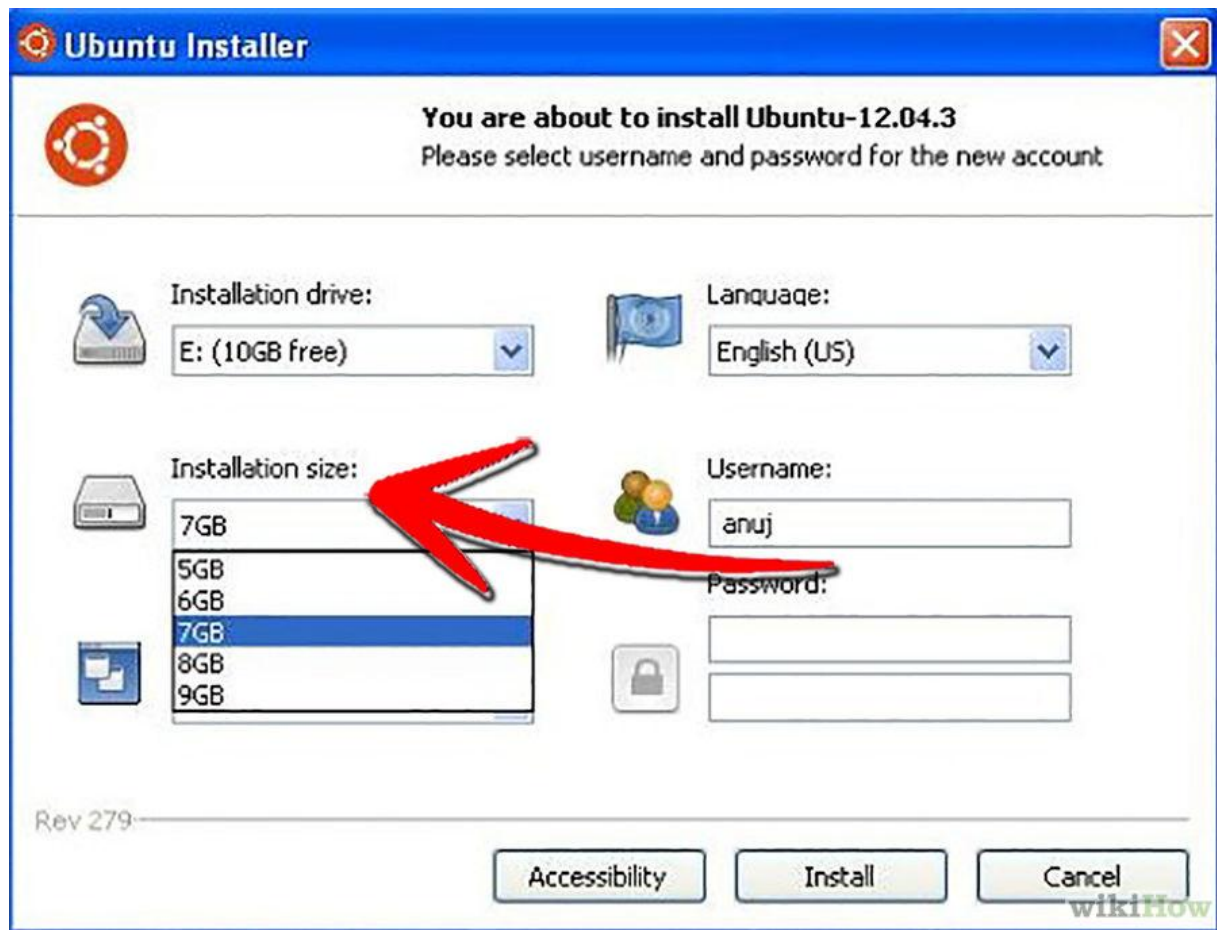 Ubuntu Installer
You are about to install Ubuntu-12.04.3
Please select username and password for the new account
Installation drive:
E: (10GB free)
Language:
English (US)
Installation size:
7GB
5GB
6GB
7GB
8GB
9GB
Username:
anuj
Password:
Rev 279
Accessibility
Install
Cancel
wikiHow